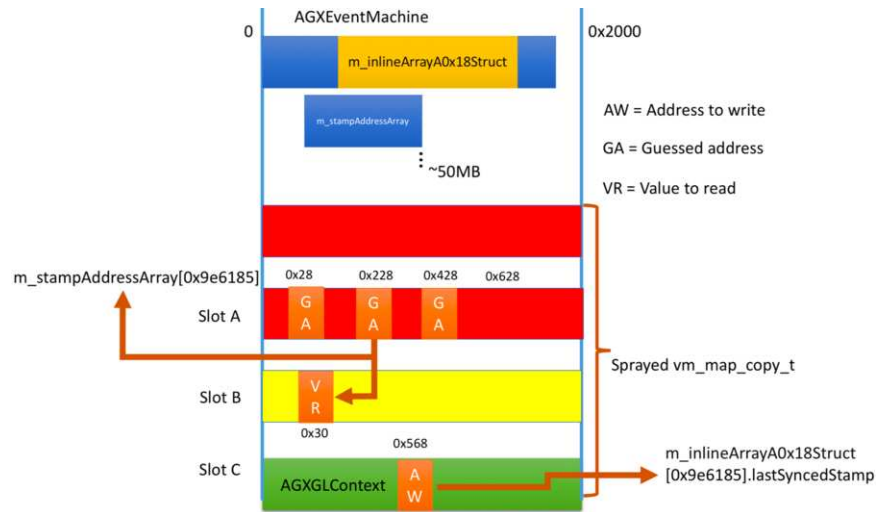 AGXEventMachine
0
0x2000
m_inlineArrayA0x18Struct
m_stampAddressArray
AW = Address to write
GA = Guessed address
VR = Value to read
~50MB
m_stampAddressArray[0x9e6185]
0x28
0x228
0x428
0x628
Slot A
G
A
G
A
G
A
Sprayed vm_map_copy_t
Slot B
V
R
0x30
0x568
Slot C
AGXGLContext
A
W
m_inlineArrayA0x18Struct
[0x9e6185].lastSyncedStamp